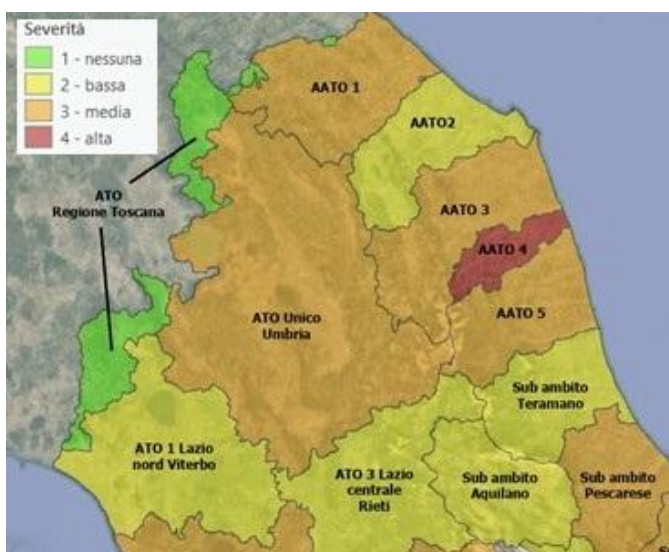 Severità
1 - nessuna
2 - bassa
3 - media
4 - alta
AATO 1
AATO2
ATO
Regione Toscana
AATO 3
AATO 4
ATO Unico
Umbria
AATO 5
Sub ambito
Teramano
ATO 1 Lazio
nord Viterbo
ATO 3 Lazio
centrale
Rieti
Sub ambito
Aquilano
Sub ambito
Pescarese